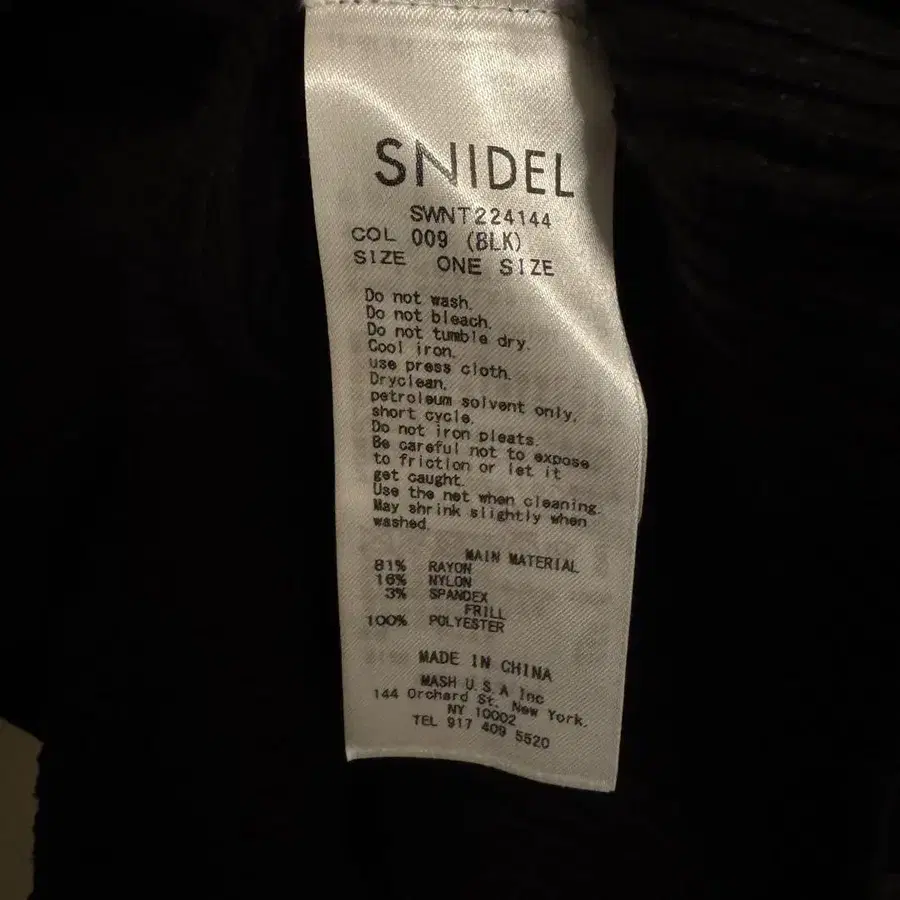 SNIDEL
SWNT224144
COL 009 (BLK)
SIZE ONE SIZE
Do not wash.
Do not bleach.
Do not tumble dry.
Cool iron.
use press cloth.
Dryclean.
petroleum solvent only.
short cycle.
Do not iron pleats.
Be careful not to expose
to friction or let it
get caught.
Use the net when cleaning.
May shrink slightly when
washed.
MAIN MATERIAL
81% RAYON
16% NYLON
3% SPANDEX
FRILL
100% POLYESTER
MADE IN CHINA
MASH U.S.A Inc
144 Orchard St. New York.
NY 10002
TEL 917 409 5520